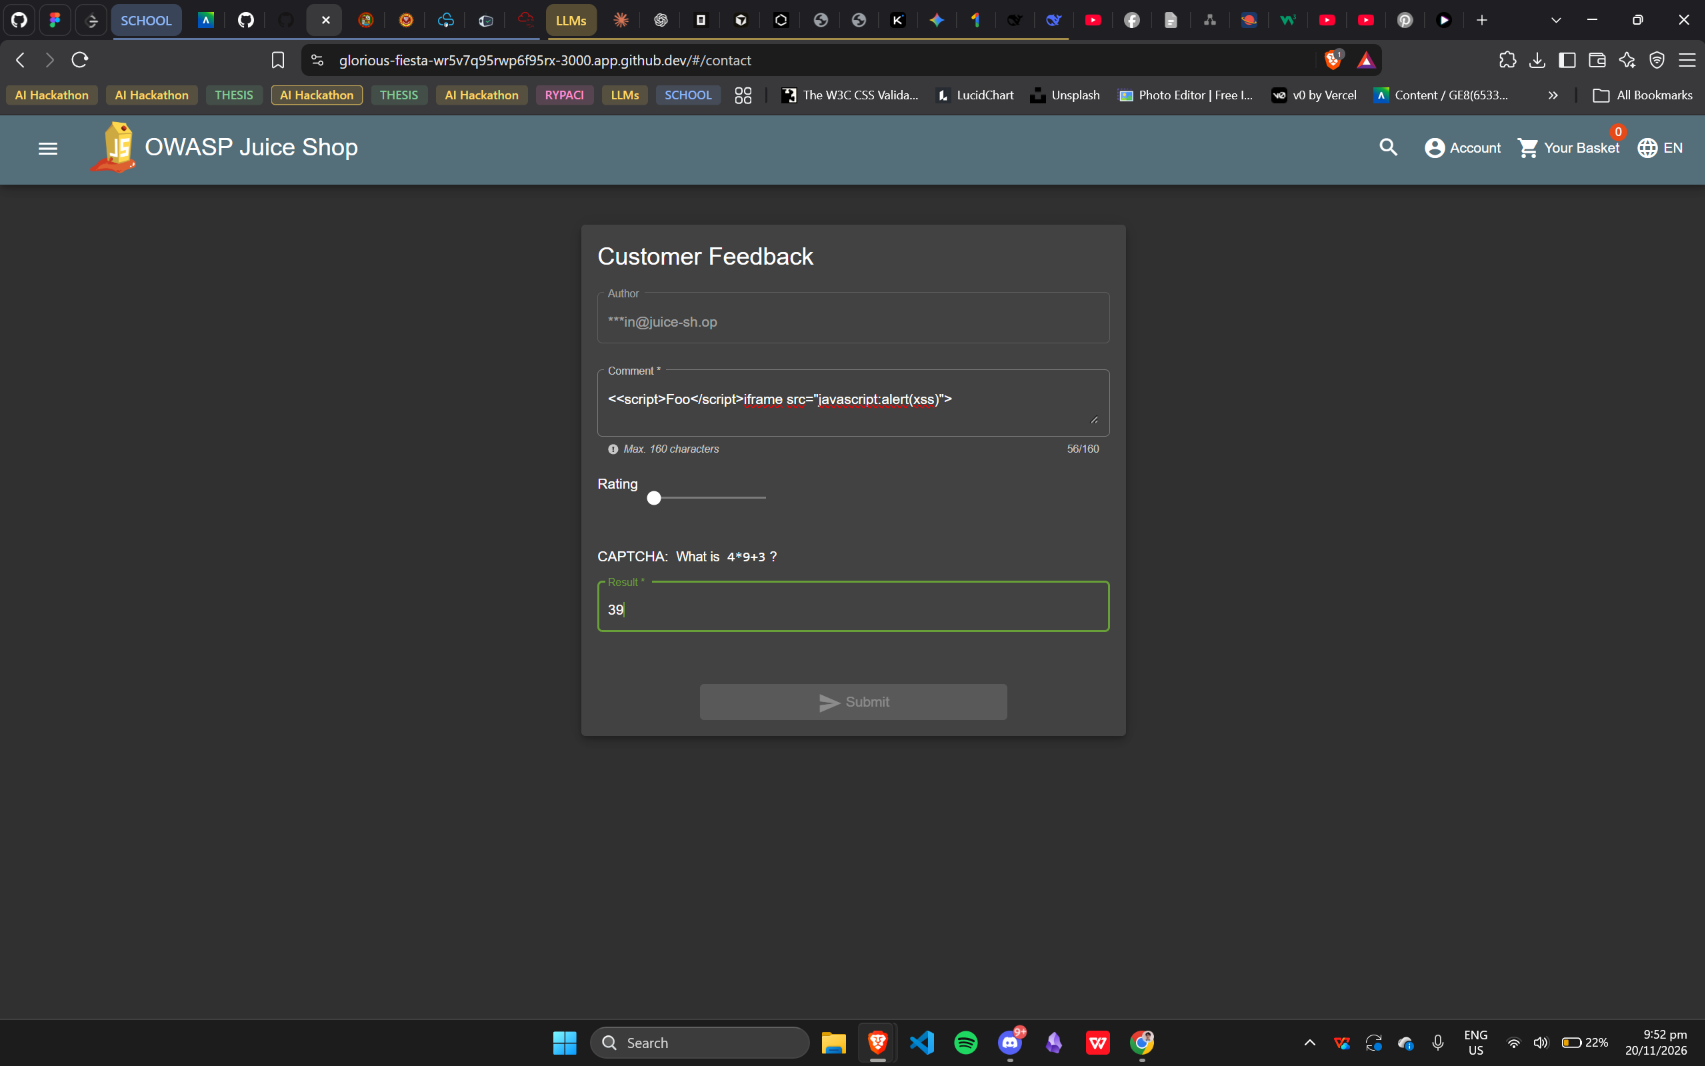 SCHOOL
LLMs
glorious-fiesta-wr5v7q95rwp6f95rx-3000.app.github.dev/#/contact
1
AI Hackathon AI Hackathon THESIS AI Hackathon THESIS AI Hackathon RYPACI LLMs SCHOOL The W3C CSS Valida... LucidChart Unsplash Photo Editor | Free I... v0 by Vercel Content / GE8(6533... » All Bookmarks
JS
OWASP Juice Shop
Account
0
Your Basket
EN
Customer Feedback
Author
***in@juice-sh.op
Comment *
<<script>Foo</script>iframe src="javascript:alert(xss)">
Max. 160 characters 56/160
Rating
CAPTCHA: What is 4*9+3 ?
Result *
39
Submit
Search
9+
ENG
US
22%
9:52 pm
20/11/2026